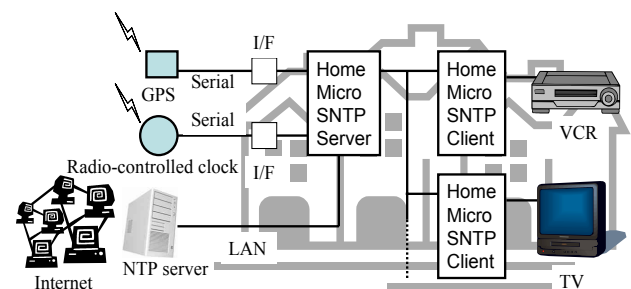 I/F
Serial
GPS
Serial
Radio-controlled clock
I/F
Home
Micro
SNTP
Server
Home
Micro
SNTP
Client
VCR
Home
Micro
SNTP
Client
TV
LAN
NTP server
Internet